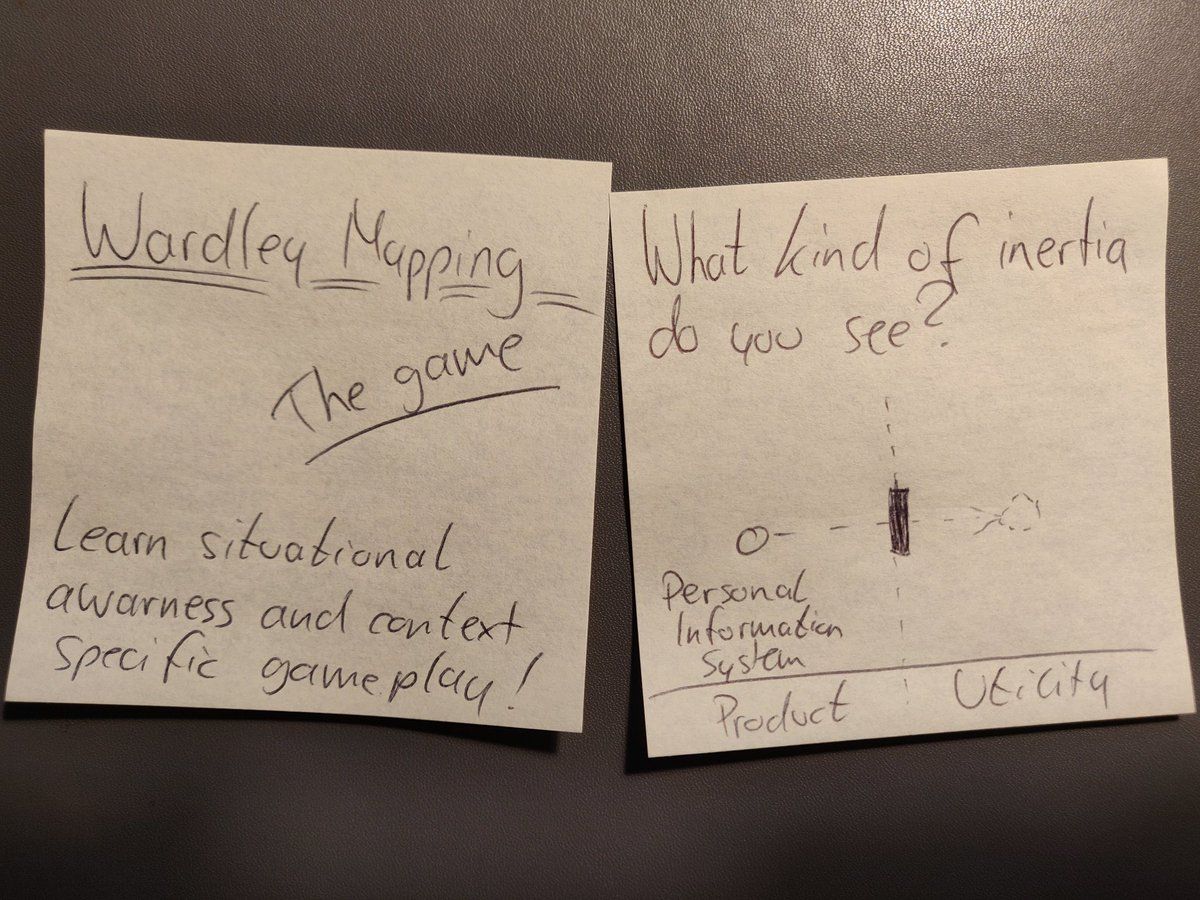 Wardley Mapping
The game
Learn situational
awarness and context
specific gameplay!
What kind of inertia
do you see?
Personal
Information
System
Product
Utility